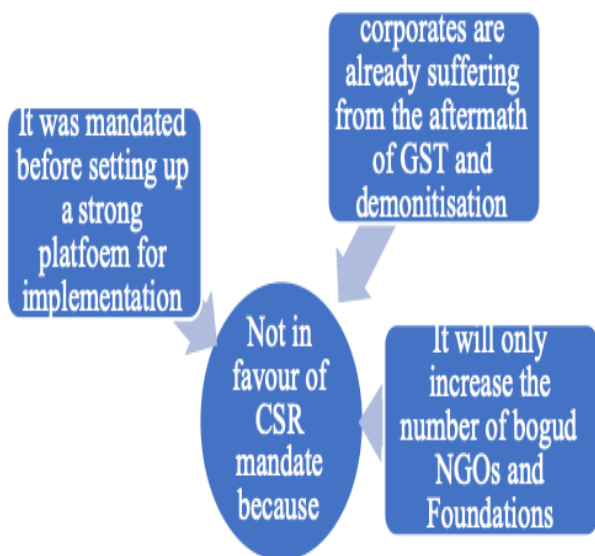 corporates are
already suffering
from the aftermath
of GST and
demonitisation
It was mandated
before setting up
a strong
platfoem for
implementation
Not in
favour of
CSR
mandate
because
It will only
increase the
number of bogud
NGOs and
Foundations